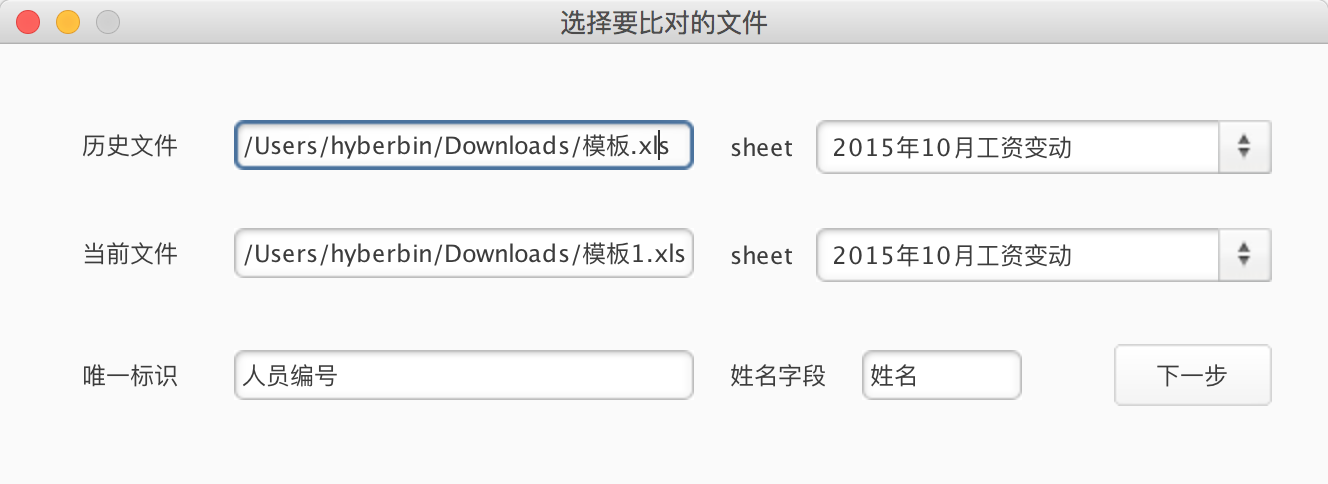 选择要比对的文件
历史文件 /Users/hyberbin/Downloads/模板.xls sheet 2015年10月工资变动
当前文件 /Users/hyberbin/Downloads/模板1.xls sheet 2015年10月工资变动
唯一标识 人员编号 姓名字段 姓名 下一步